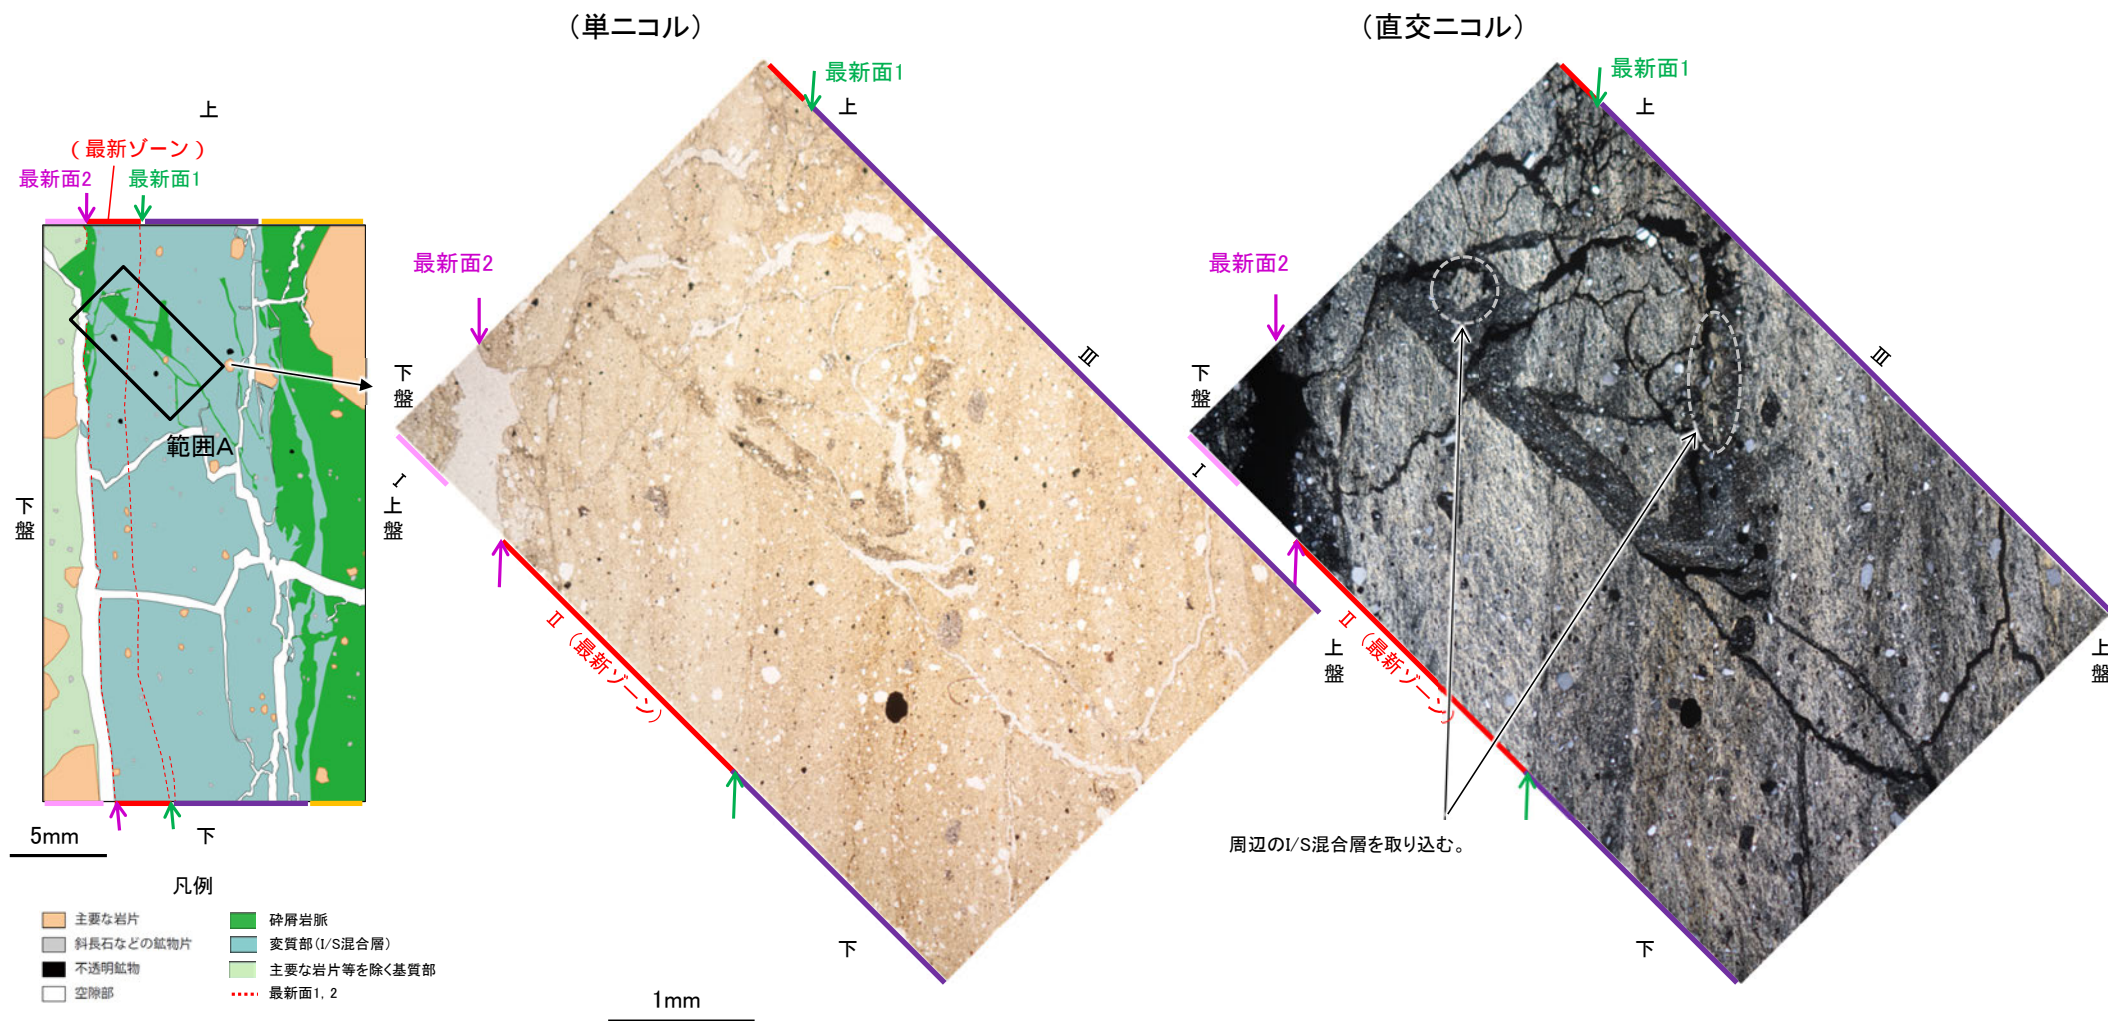 （単ニコル）
（直交ニコル）
上
（最新ゾーン）
最新面2
最新面1
範囲A
下盤
上盤
下
5mm
最新面1
上
最新面2
下盤
Ⅰ
Ⅱ（最新ゾーン）
Ⅲ
上盤
下
1mm
最新面1
上
最新面2
下盤
Ⅰ
Ⅱ（最新ゾーン）
Ⅲ
上盤
下
周辺のI/S混合層を取り込む。
凡例
主要な岩片
斜長石などの鉱物片
不透明鉱物
空隙部
砕屑岩脈
変質部(I/S混合層)
主要な岩片等を除く基質部
最新面1, 2